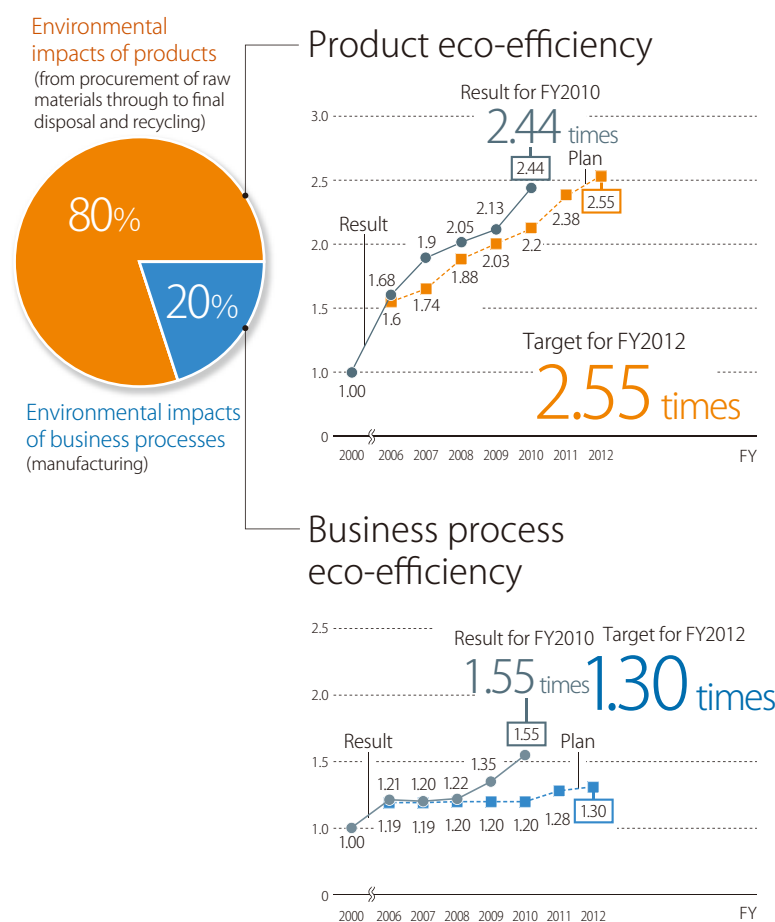 Environmental
impacts of products
(from procurement of raw
materials through to final
disposal and recycling)
80%
20%
Environmental impacts
of business processes
(manufacturing)
Product eco-efficiency
Result for FY2010
2.44 times
3.0
2.5
2.0
1.5
1.0
0
Result
Plan
1.00
1.68
1.9
2.05
2.13
2.44
1.6
1.74
1.88
2.03
2.2
2.38
2.55
Target for FY2012
2.55 times
2000 2006 2007 2008 2009 2010 2011 2012 FY
Business process
eco-efficiency
Result for FY2010
1.55 times
Target for FY2012
1.30 times
2.5
2.0
1.5
1.0
0
Result
Plan
1.00
1.21 1.20 1.22 1.35 1.55
1.19 1.19 1.20 1.20 1.20 1.28 1.30
2000 2006 2007 2008 2009 2010 2011 2012 FY